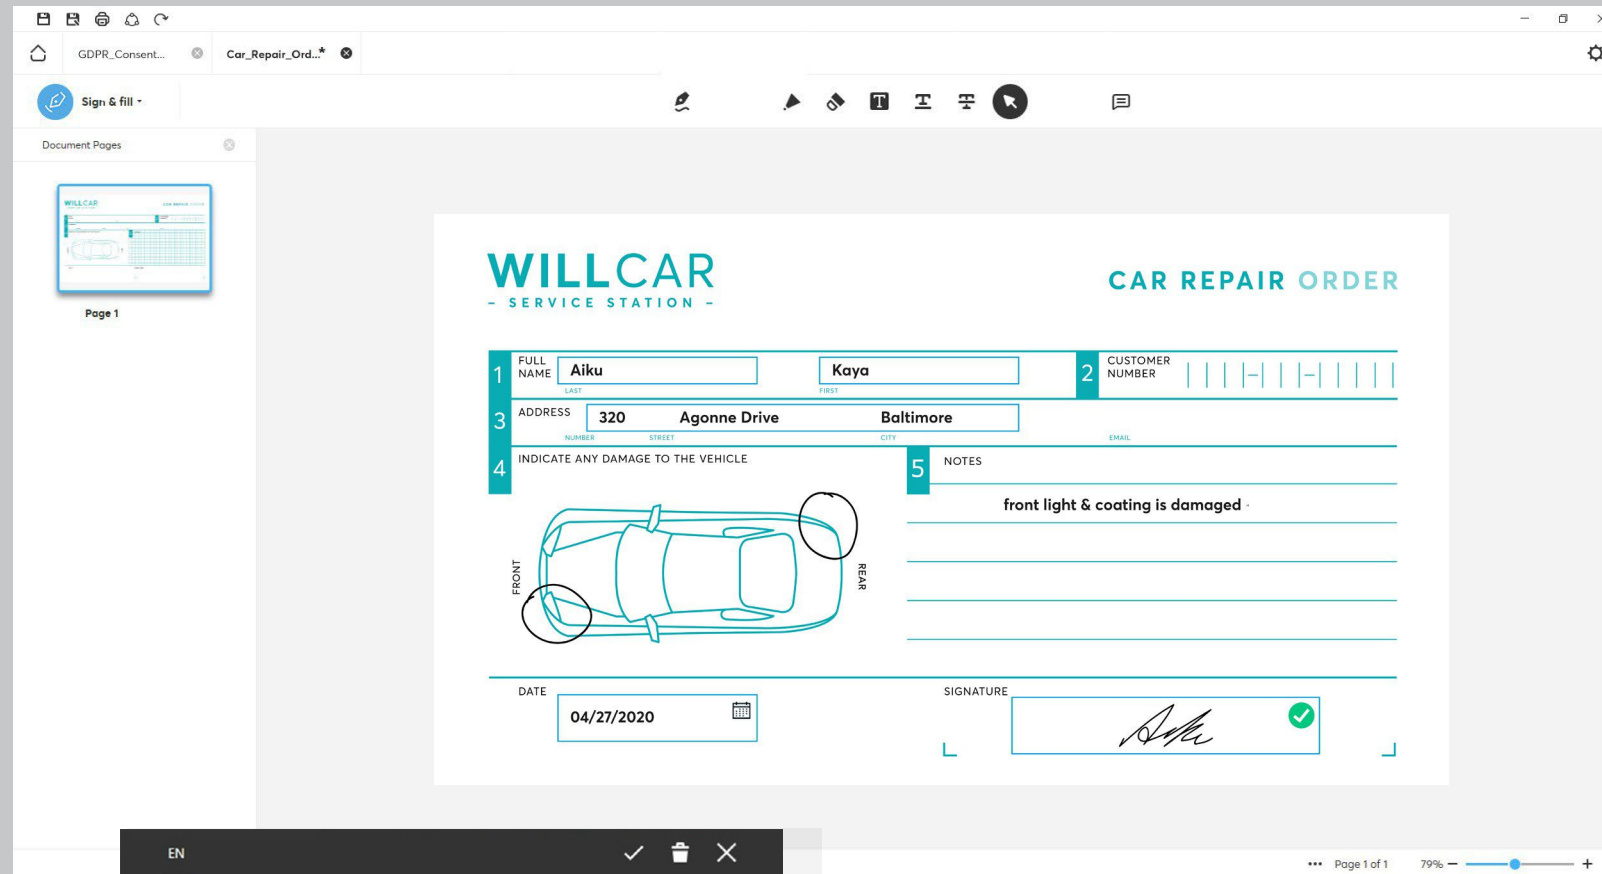 GDPR_Consent...
Car_Repair_Ord...*
Sign & fill
Document Pages
Page 1
WILLCAR
- SERVICE STATION -
CAR REPAIR ORDER
1 FULL NAME Aiku Kaya
LAST FIRST
2 CUSTOMER NUMBER
3 ADDRESS 320 Agonne Drive Baltimore
NUMBER STREET CITY EMAIL
4 INDICATE ANY DAMAGE TO THE VEHICLE
FRONT
REAR
5 NOTES
front light & coating is damaged
DATE
04/27/2020
SIGNATURE
EN
Page 1 of 1 79%